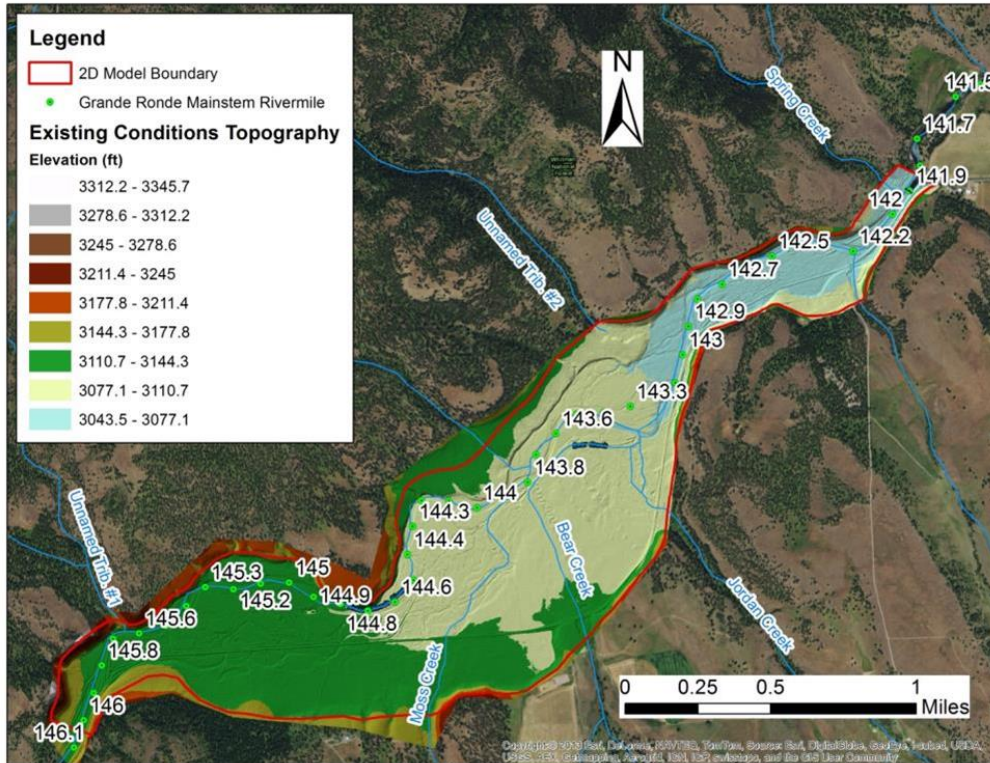 Legend
2D Model Boundary
Grande Ronde Mainstem Rivermile
Existing Conditions Topography
Elevation (ft)
3312.2 - 3345.7
3278.6 - 3312.2
3245 - 3278.6
3211.4 - 3245
3177.8 - 3211.4
3144.3 - 3177.8
3110.7 - 3144.3
3077.1 - 3110.7
3043.5 - 3077.1
N
Spring Creek
141.5
141.7
141.9
142
142.2
142.5
142.7
Unnamed Trib. #2
142.9
143
143.3
143.6
143.8
144
144.3
144.4
144.6
144.8
144.9
145
145.2
145.3
145.6
145.8
146
146.1
Unnamed Trib. #1
Moss Creek
Bear Creek
Jordan Creek
0 0.25 0.5 1
Miles